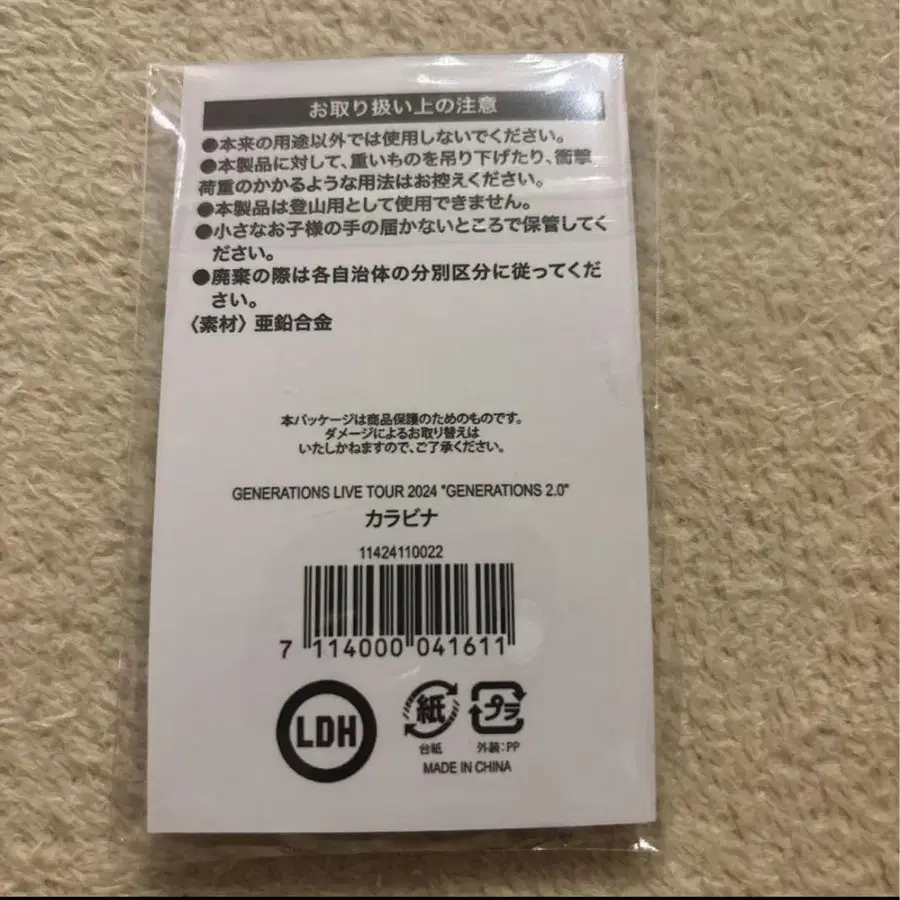 お取り扱い上の注意
●本来の用途以外では使用しないでください。
●本製品に対して、重いものを吊り下げたり、衝撃
荷重のかかるような用法はお控えください。
●本製品は登山用として使用できません。
●小さなお子様の手の届かないところで保管してく
ださい。
●廃棄の際は各自治体の分別区分に従ってくだ
さい。
〈素材〉亜鉛合金
本パッケージは商品保護のためのものです。
ダメージによるお取り替えは
いたしかねますので、ご了承ください。
GENERATIONS LIVE TOUR 2024 "GENERATIONS 2.0"
カラビナ
11424110022
7 114000 041611
LDH
紙
プラ
台紙
外装:PP
MADE IN CHINA